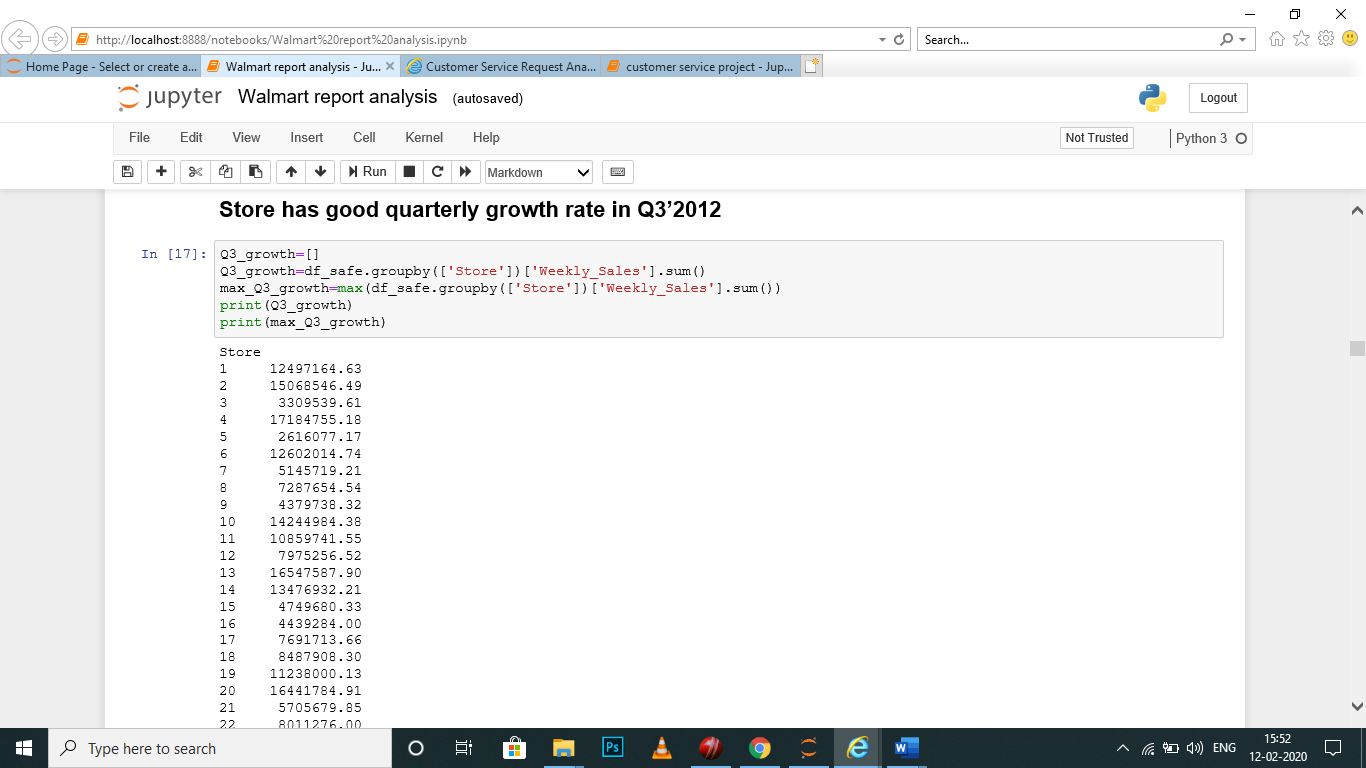 http://localhost:8888/notebooks/Walmart%20report%20analysis.ipynb
Search...
Home Page - Select or create a...
Walmart report analysis - Ju...
Customer Service Request Ana...
customer service project - Jup...
jupyter Walmart report analysis (autosaved)
Logout
File Edit View Insert Cell Kernel Help
Not Trusted
Python 3
Run
Markdown
Store has good quarterly growth rate in Q3’2012
In [17]:
Q3_growth=[]
Q3_growth=df_safe.groupby(['Store'])['Weekly_Sales'].sum()
max_Q3_growth=max(df_safe.groupby(['Store'])['Weekly_Sales'].sum())
print(Q3_growth)
print(max_Q3_growth)
Store
1 12497164.63
2 15068546.49
3 3309539.61
4 17184755.18
5 2616077.17
6 12602014.74
7 5145719.21
8 7287654.54
9 4379738.32
10 14244984.38
11 10859741.55
12 7975256.52
13 16547587.90
14 13476932.21
15 4749680.33
16 4439284.00
17 7691713.66
18 8487908.30
19 11238000.13
20 16441784.91
21 5705679.85
22 8011276.00
Type here to search
Ps
W
ENG
15:52
12-02-2020